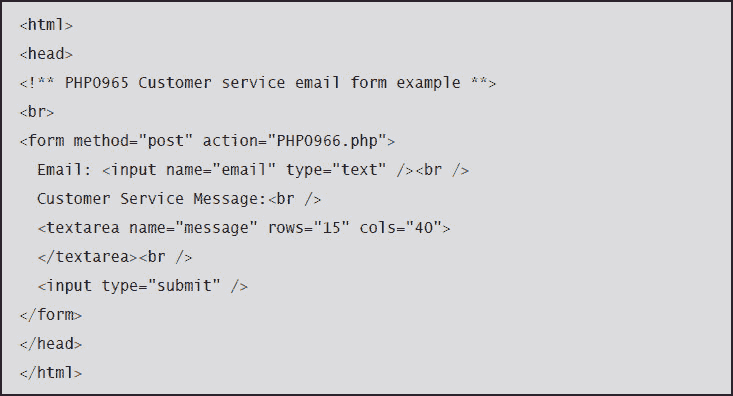 <html>
<head>
<!** PHP0965 Customer service email form example **>
<br>
<form method="post" action="PHP0966.php">
Email: <input name="email" type="text" /><br />
Customer Service Message:<br />
<textarea name="message" rows="15" cols="40">
</textarea><br />
<input type="submit" />
</form>
</head>
</html>